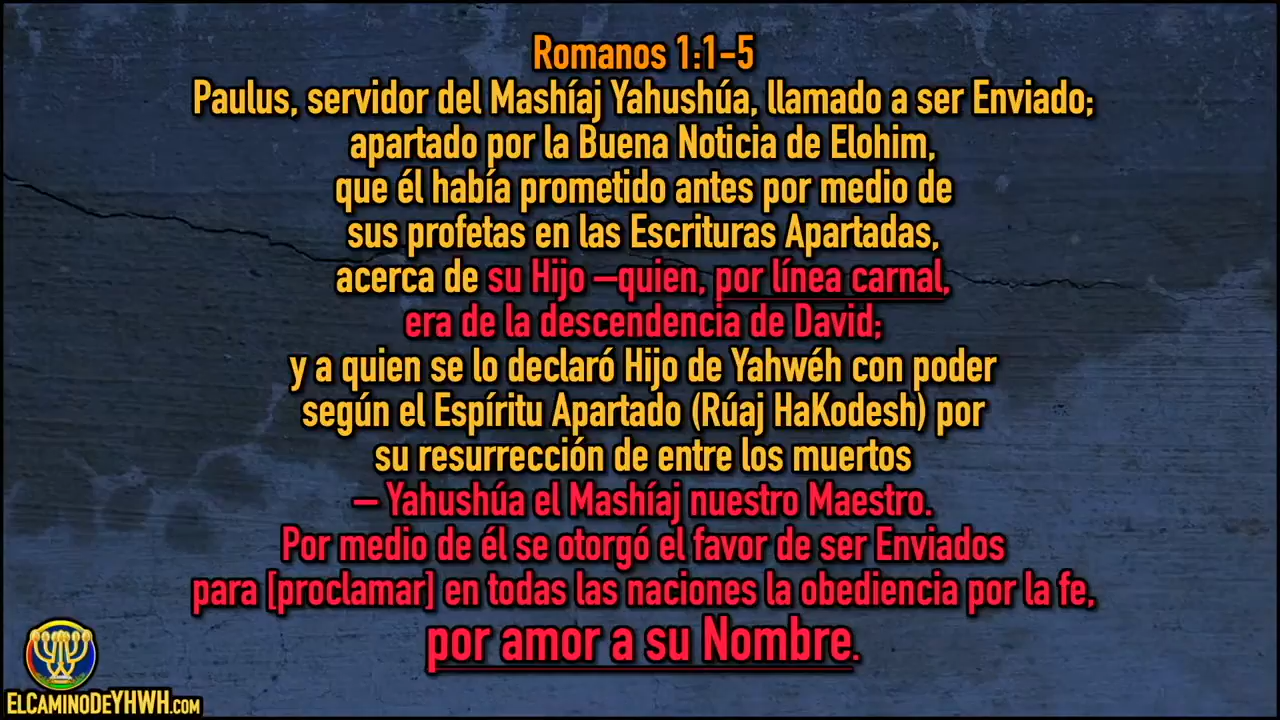 Romanos 1:1-5
Paulus, servidor del Mashíaj Yahushúa, llamado a ser Enviado;
apartado por la Buena Noticia de Elohim,
que él había prometido antes por medio de
sus profetas en las Escrituras Apartadas,
acerca de su Hijo –quien, por línea carnal,
era de la descendencia de David;
y a quien se lo declaró Hijo de Yahwéh con poder
según el Espíritu Apartado (Rúaj HaKodesh) por
su resurrección de entre los muertos
– Yahushúa el Mashíaj nuestro Maestro.
Por medio de él se otorgó el favor de ser Enviados
para [proclamar] en todas las naciones la obediencia por la fe,
por amor a su Nombre.
ELCAMINODEYHWH.com